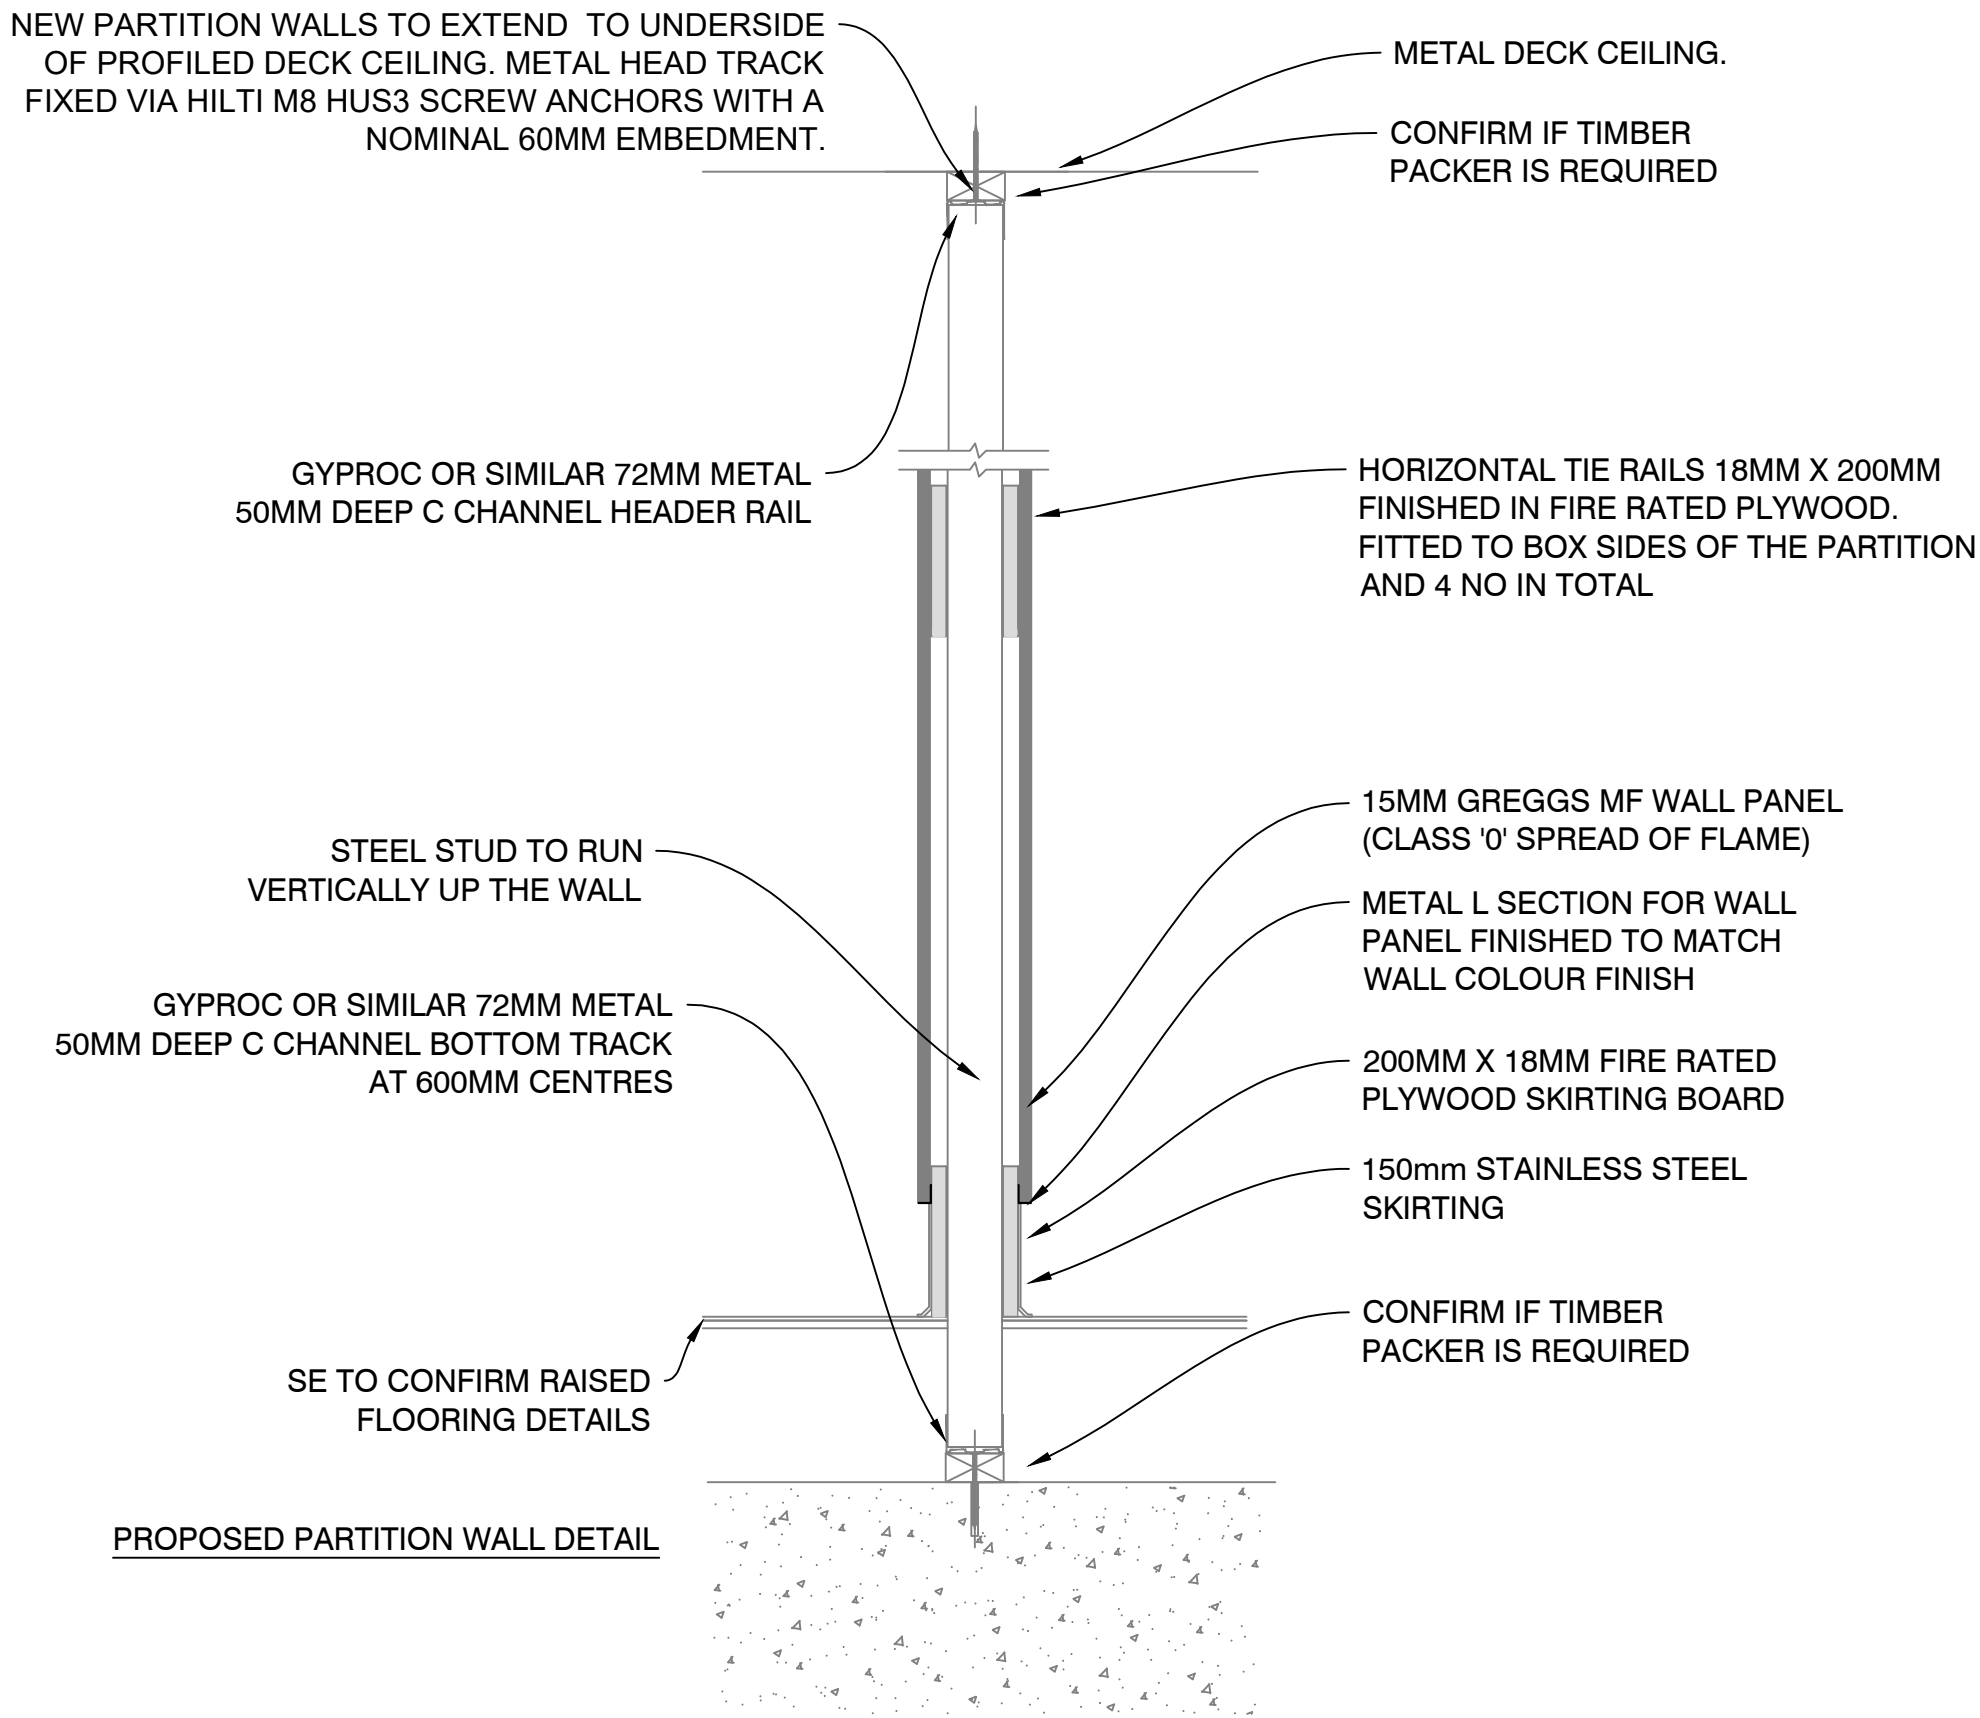 NEW PARTITION WALLS TO EXTEND TO UNDERSIDE
OF PROFILED DECK CEILING. METAL HEAD TRACK
FIXED VIA HILTI M8 HUS3 SCREW ANCHORS WITH A
NOMINAL 60MM EMBEDMENT.
METAL DECK CEILING.
CONFIRM IF TIMBER
PACKER IS REQUIRED
GYPROC OR SIMILAR 72MM METAL
50MM DEEP C CHANNEL HEADER RAIL
HORIZONTAL TIE RAILS 18MM X 200MM
FINISHED IN FIRE RATED PLYWOOD.
FITTED TO BOX SIDES OF THE PARTITION
AND 4 NO IN TOTAL
STEEL STUD TO RUN
VERTICALLY UP THE WALL
15MM GREGGS MF WALL PANEL
(CLASS '0' SPREAD OF FLAME)
METAL L SECTION FOR WALL
PANEL FINISHED TO MATCH
WALL COLOUR FINISH
GYPROC OR SIMILAR 72MM METAL
50MM DEEP C CHANNEL BOTTOM TRACK
AT 600MM CENTRES
200MM X 18MM FIRE RATED
PLYWOOD SKIRTING BOARD
150mm STAINLESS STEEL
SKIRTING
CONFIRM IF TIMBER
PACKER IS REQUIRED
SE TO CONFIRM RAISED
FLOORING DETAILS
PROPOSED PARTITION WALL DETAIL